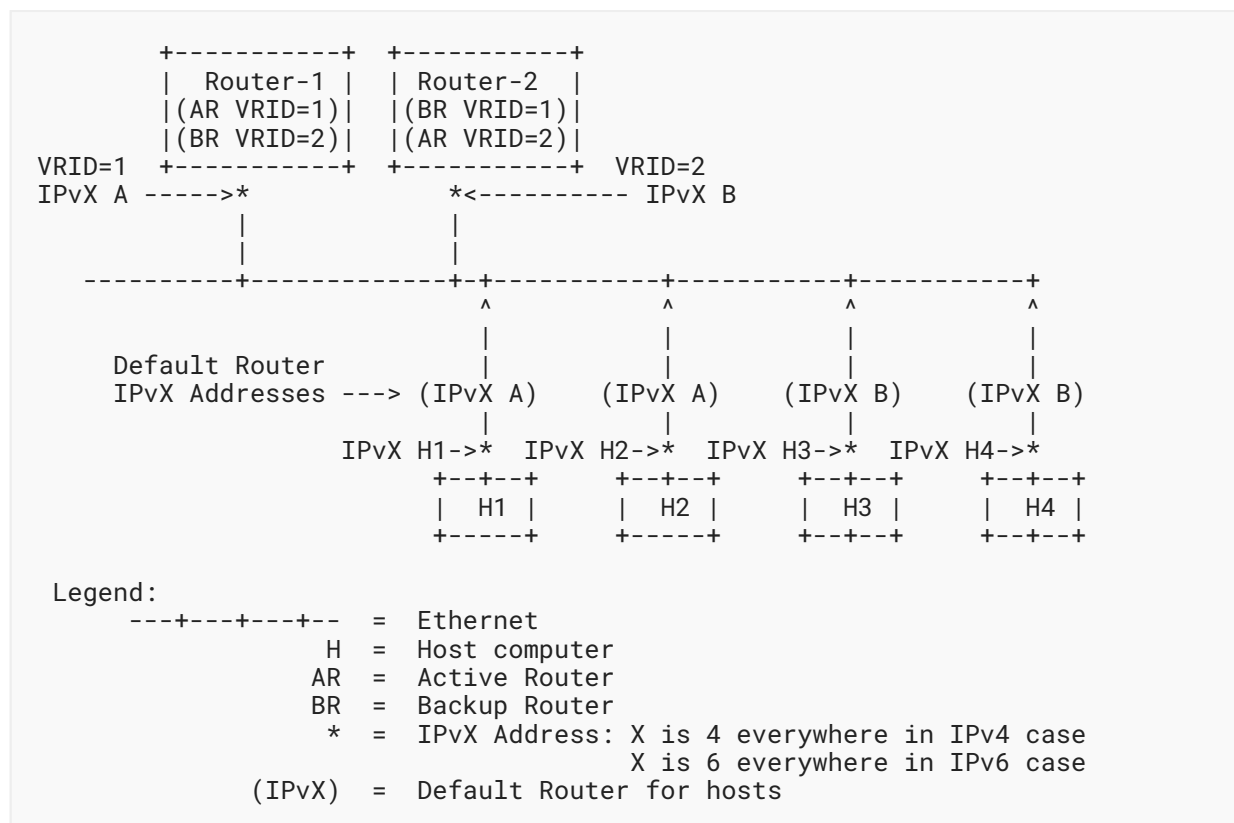 +-----------+  +-----------+
|  Router-1 |  | Router-2  |
|(AR VRID=1)|  |(BR VRID=1)|
|(BR VRID=2)|  |(AR VRID=2)|
VRID=1  +-----------+  +-----------+  VRID=2
IPvX A ----->*             *<---------- IPvX B
|             |
|             |
----------+-------------+-+-----------+-----------+-----------+
^           ^           ^           ^
|           |           |           |
Default Router          |           |           |           |
IPvX Addresses ---> (IPvX A)    (IPvX A)    (IPvX B)    (IPvX B)
|           |           |           |
IPvX H1->*  IPvX H2->*  IPvX H3->*  IPvX H4->*
+--+--+     +--+--+     +--+--+     +--+--+
|  H1 |     |  H2 |     |  H3 |     |  H4 |
+-----+     +-----+     +--+--+     +--+--+
Legend:
---+---+---+--  =  Ethernet
H  =  Host computer
AR  =  Active Router
BR  =  Backup Router
*  =  IPvX Address: X is 4 everywhere in IPv4 case
X is 6 everywhere in IPv6 case
(IPvX)  =  Default Router for hosts